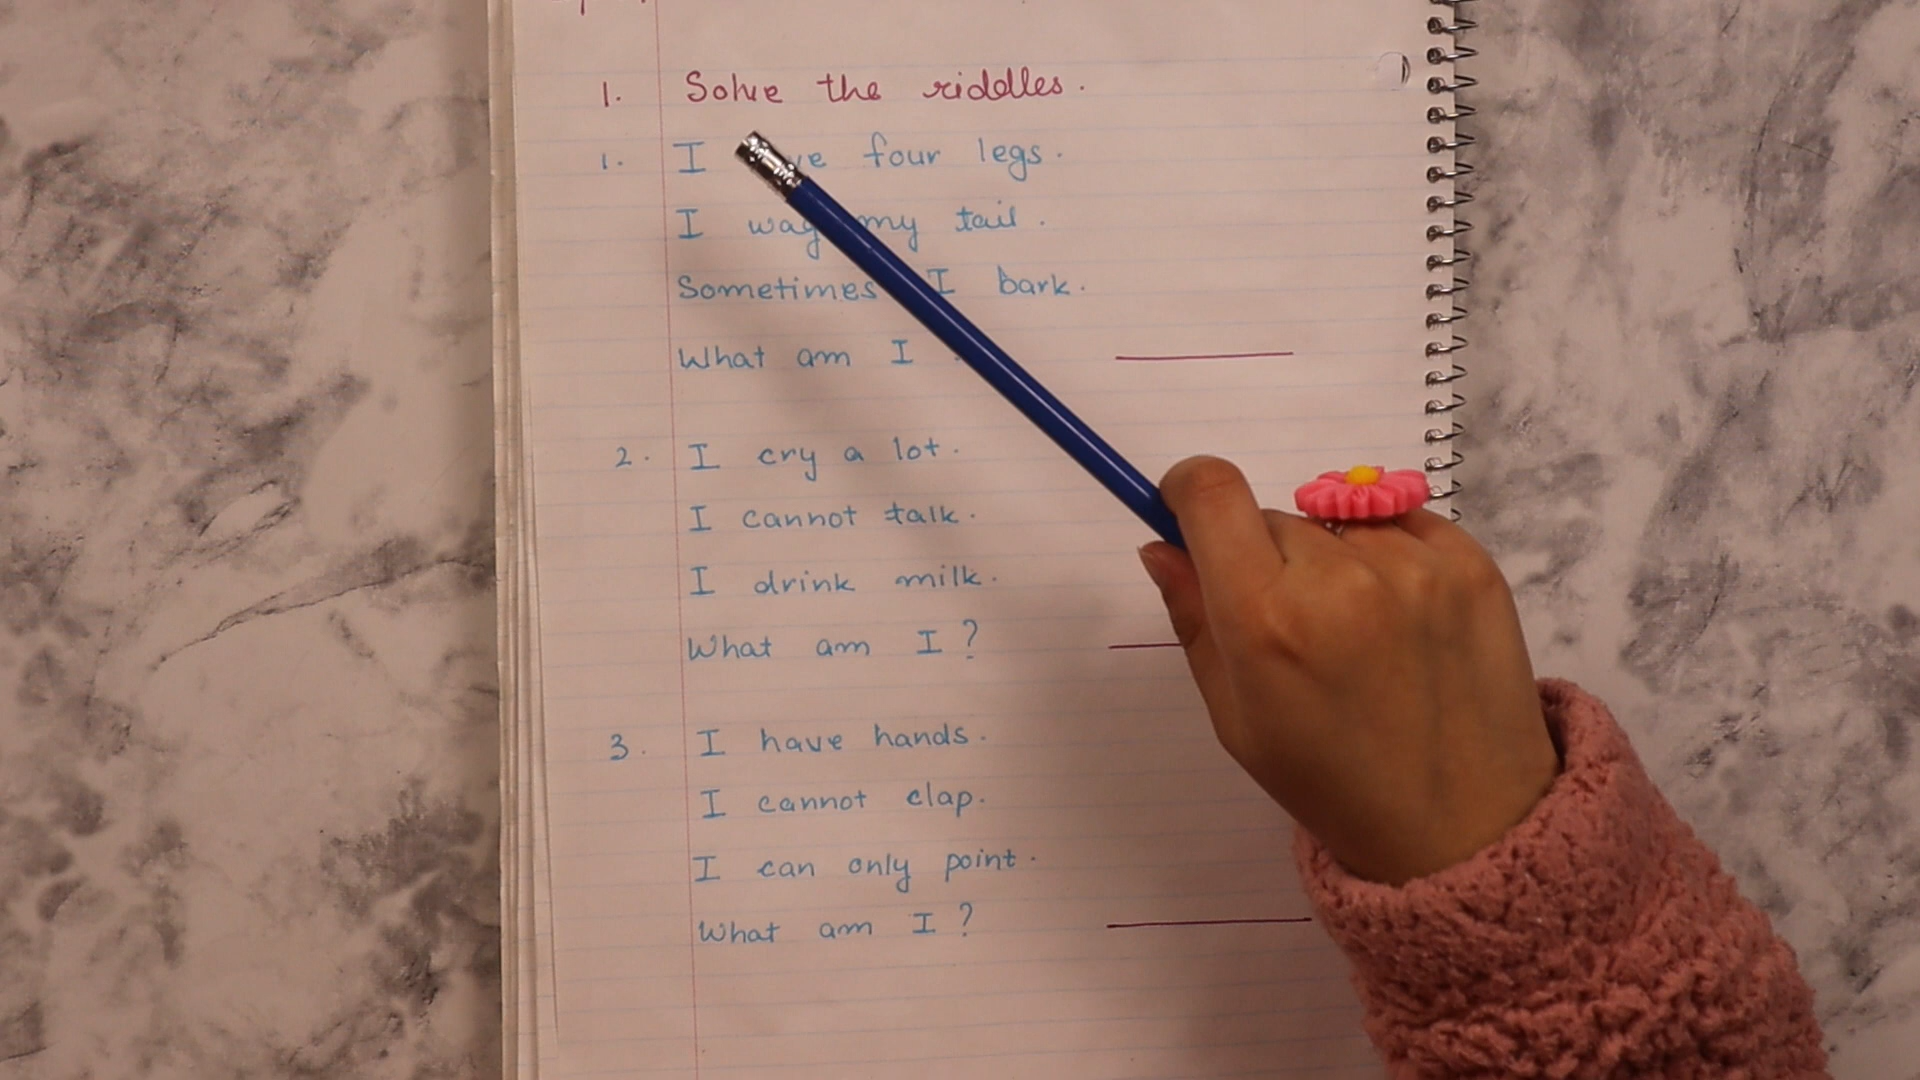 1. Solve the riddles.
1. I four legs.
I wag my tail.
Sometimes I bark.
What am I
2. I cry a lot.
I cannot talk.
I drink milk.
What am I?
3. I have hands.
I cannot clap.
I can only point.
What am I?